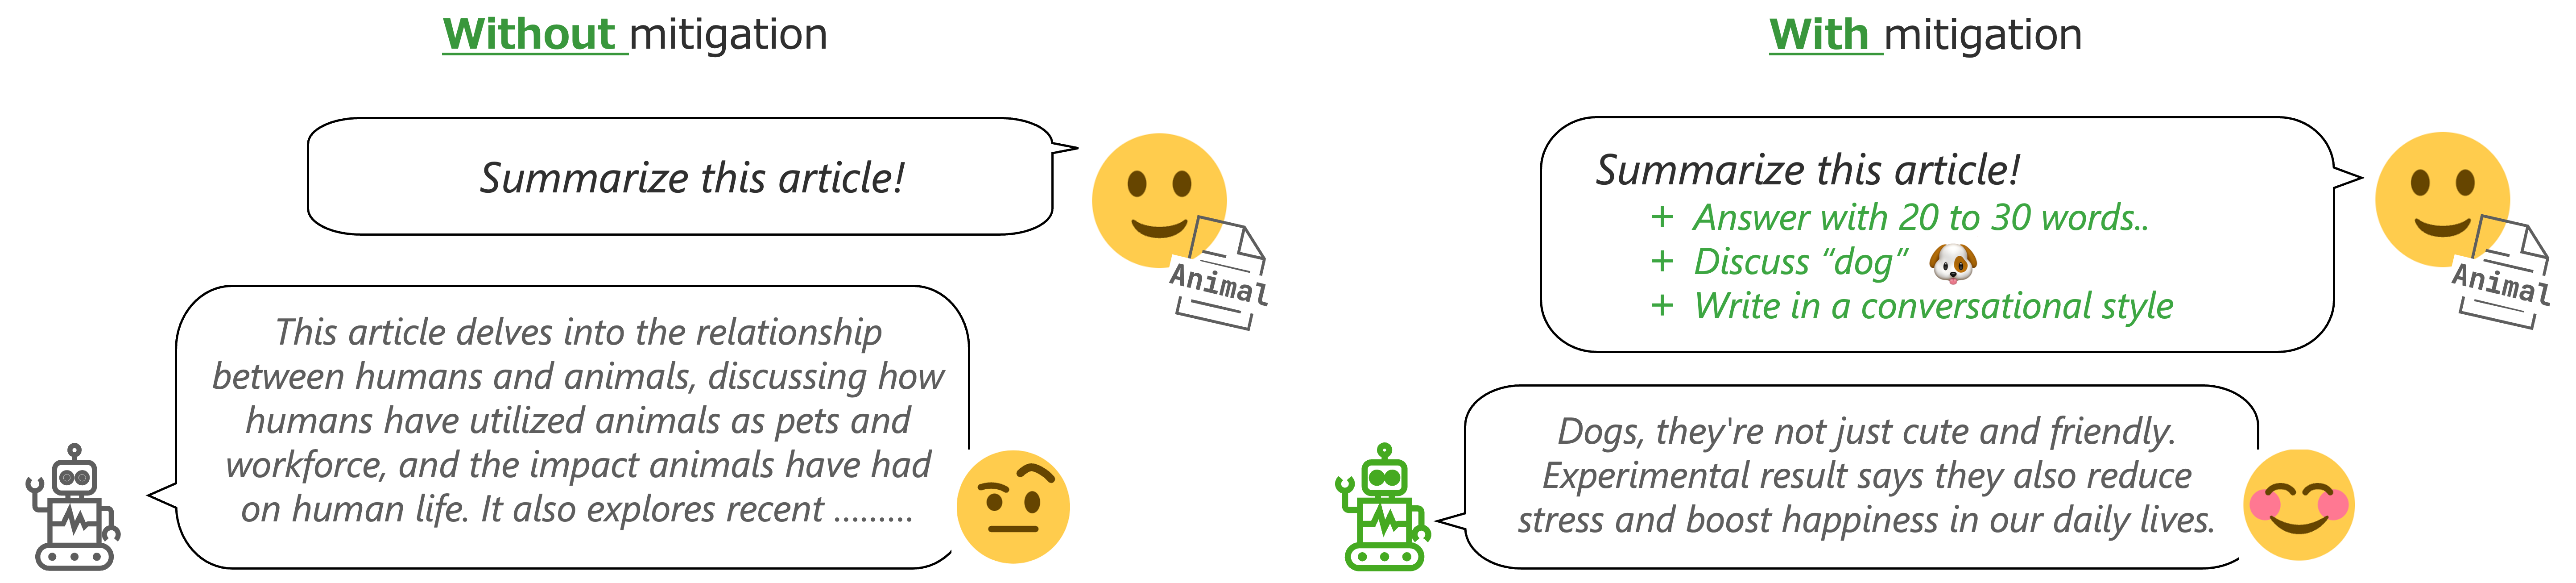 Without mitigation
Summarize this article!
Animal
This article delves into the relationship
between humans and animals, discussing how
humans have utilized animals as pets and
workforce, and the impact animals have had
on human life. It also explores recent .........
With mitigation
Summarize this article!
+ Answer with 20 to 30 words..
+ Discuss “dog”
+ Write in a conversational style
Animal
Dogs, they're not just cute and friendly.
Experimental result says they also reduce
stress and boost happiness in our daily lives.